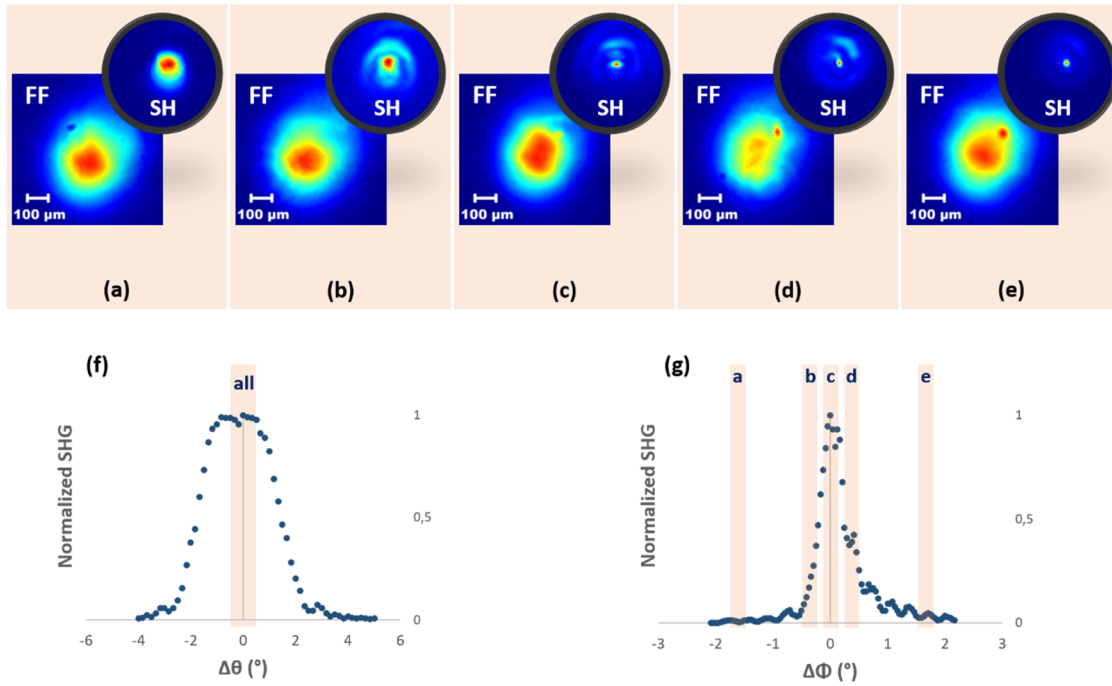 FF SH
100 µm
(a)
FF SH
100 µm
(b)
FF SH
100 µm
(c)
FF SH
100 µm
(d)
FF SH
100 µm
(e)
(f)
all
Normalized SHG
1
0,5
0
-6 -4 -2 0 2 4 6
Δθ (°)
(g)
a b c d e
Normalized SHG
1
0,5
0
-3 -2 -1 0 1 2 3
ΔΦ (°)